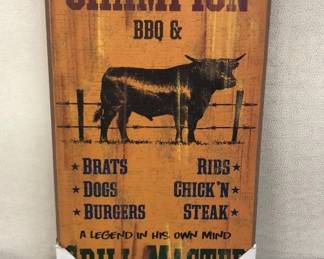 CHAMPION
BBQ &
★ BRATS RIBS ★
★ DOGS CHICK'N ★
★ BURGERS STEAK ★
A LEGEND IN HIS OWN MIND
GRILL MASTER